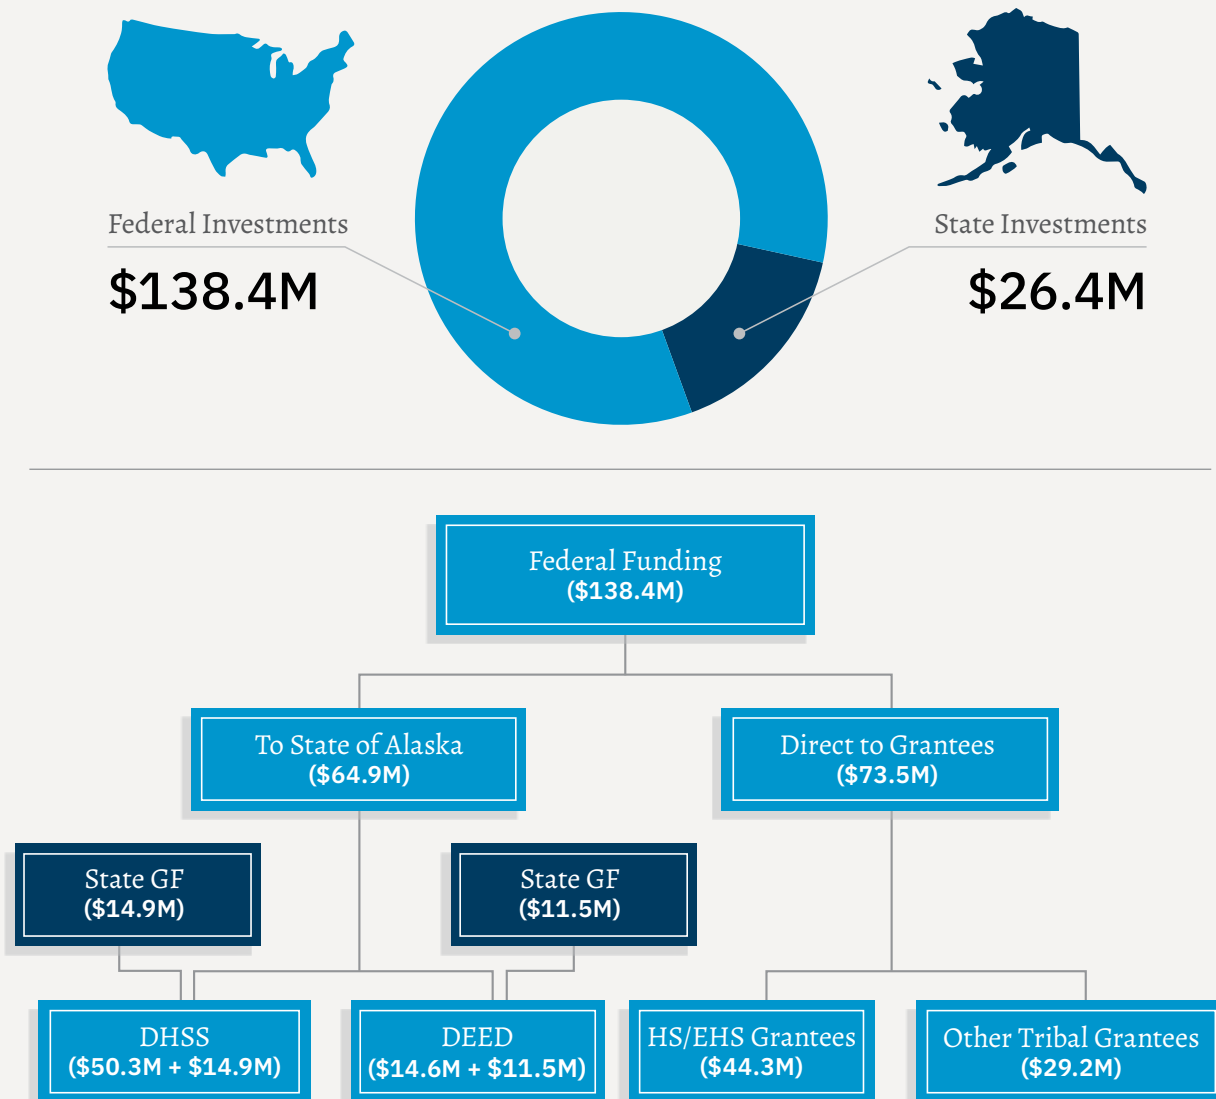 Federal Investments
$138.4M
State Investments
$26.4M
Federal Funding
($138.4M)
To State of Alaska
($64.9M)
Direct to Grantees
($73.5M)
State GF
($14.9M)
State GF
($11.5M)
DHSS
($50.3M + $14.9M)
DEED
($14.6M + $11.5M)
HS/EHS Grantees
($44.3M)
Other Tribal Grantees
($29.2M)